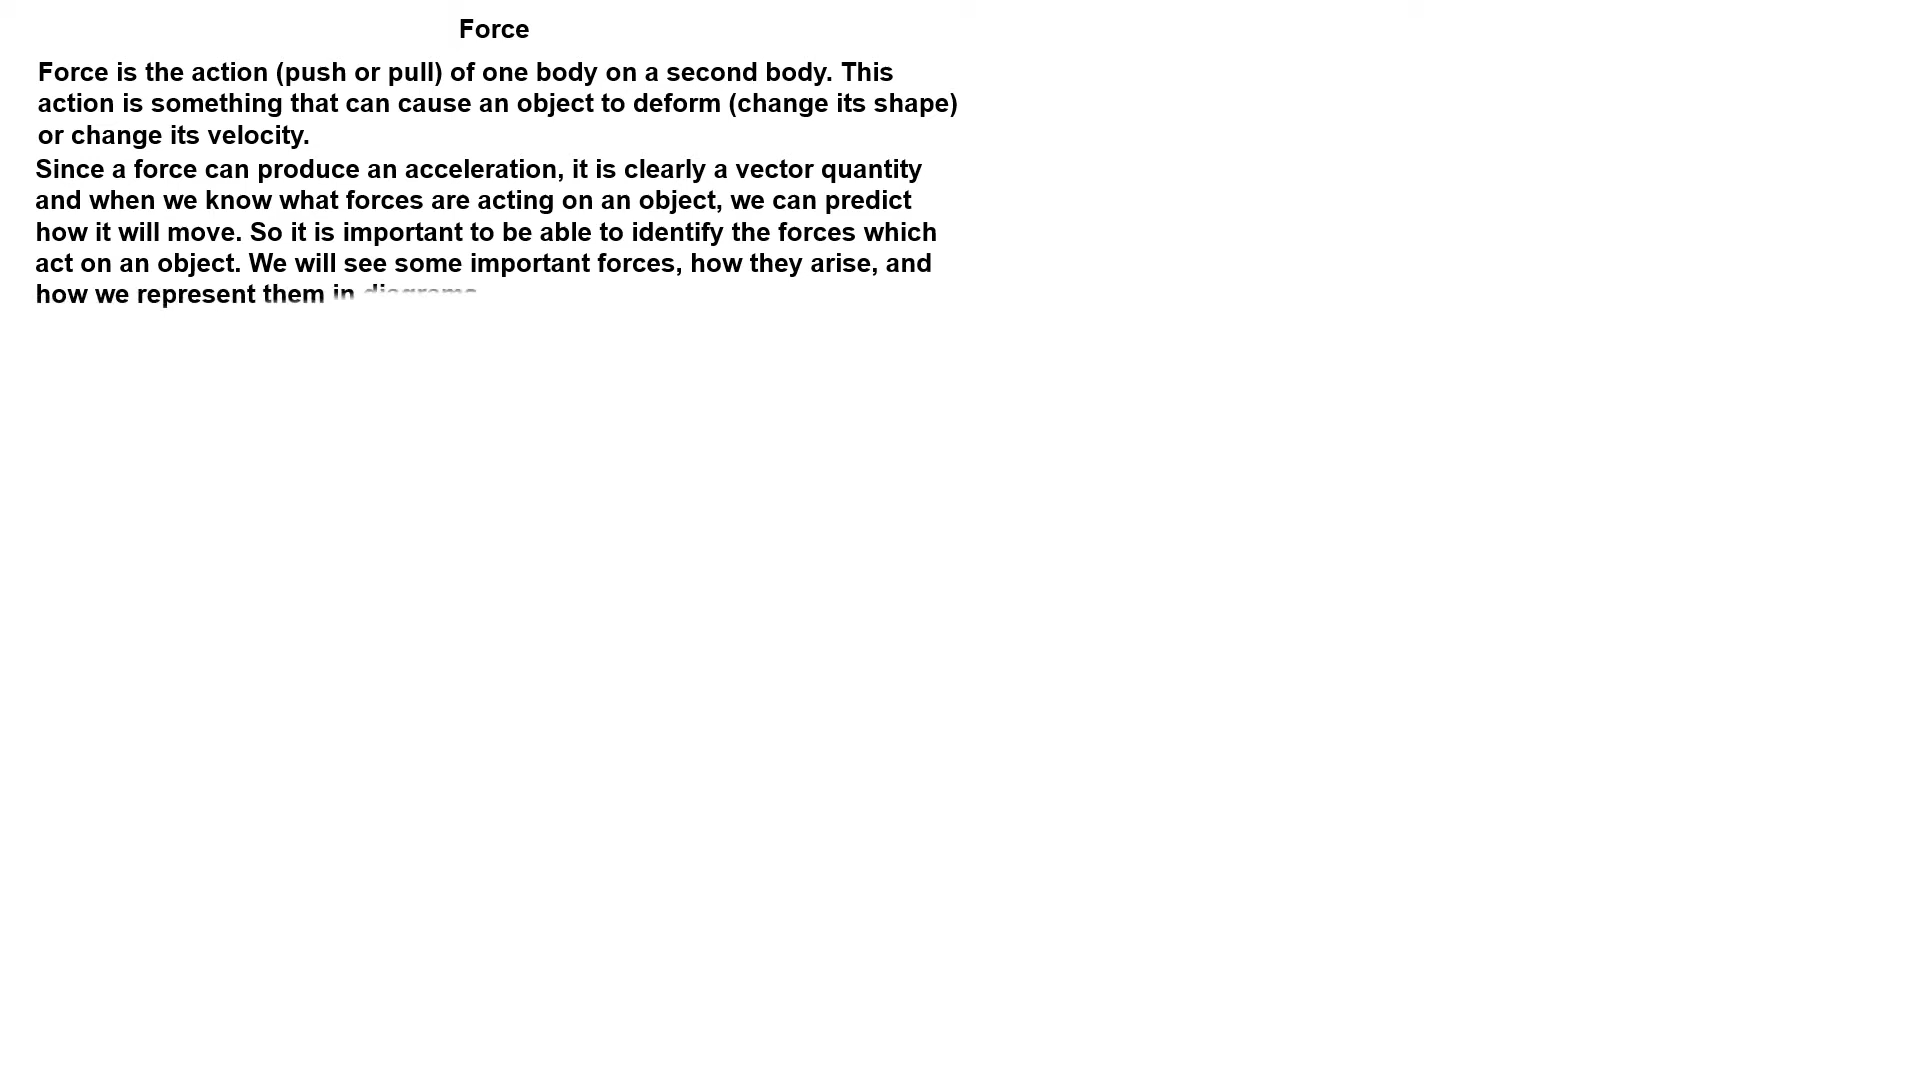 Force
Force is the action (push or pull) of one body on a second body. This
action is something that can cause an object to deform (change its shape)
or change its velocity.
Since a force can produce an acceleration, it is clearly a vector quantity
and when we know what forces are acting on an object, we can predict
how it will move. So it is important to be able to identify the forces which
act on an object. We will see some important forces, how they arise, and
how we represent them in diagrams